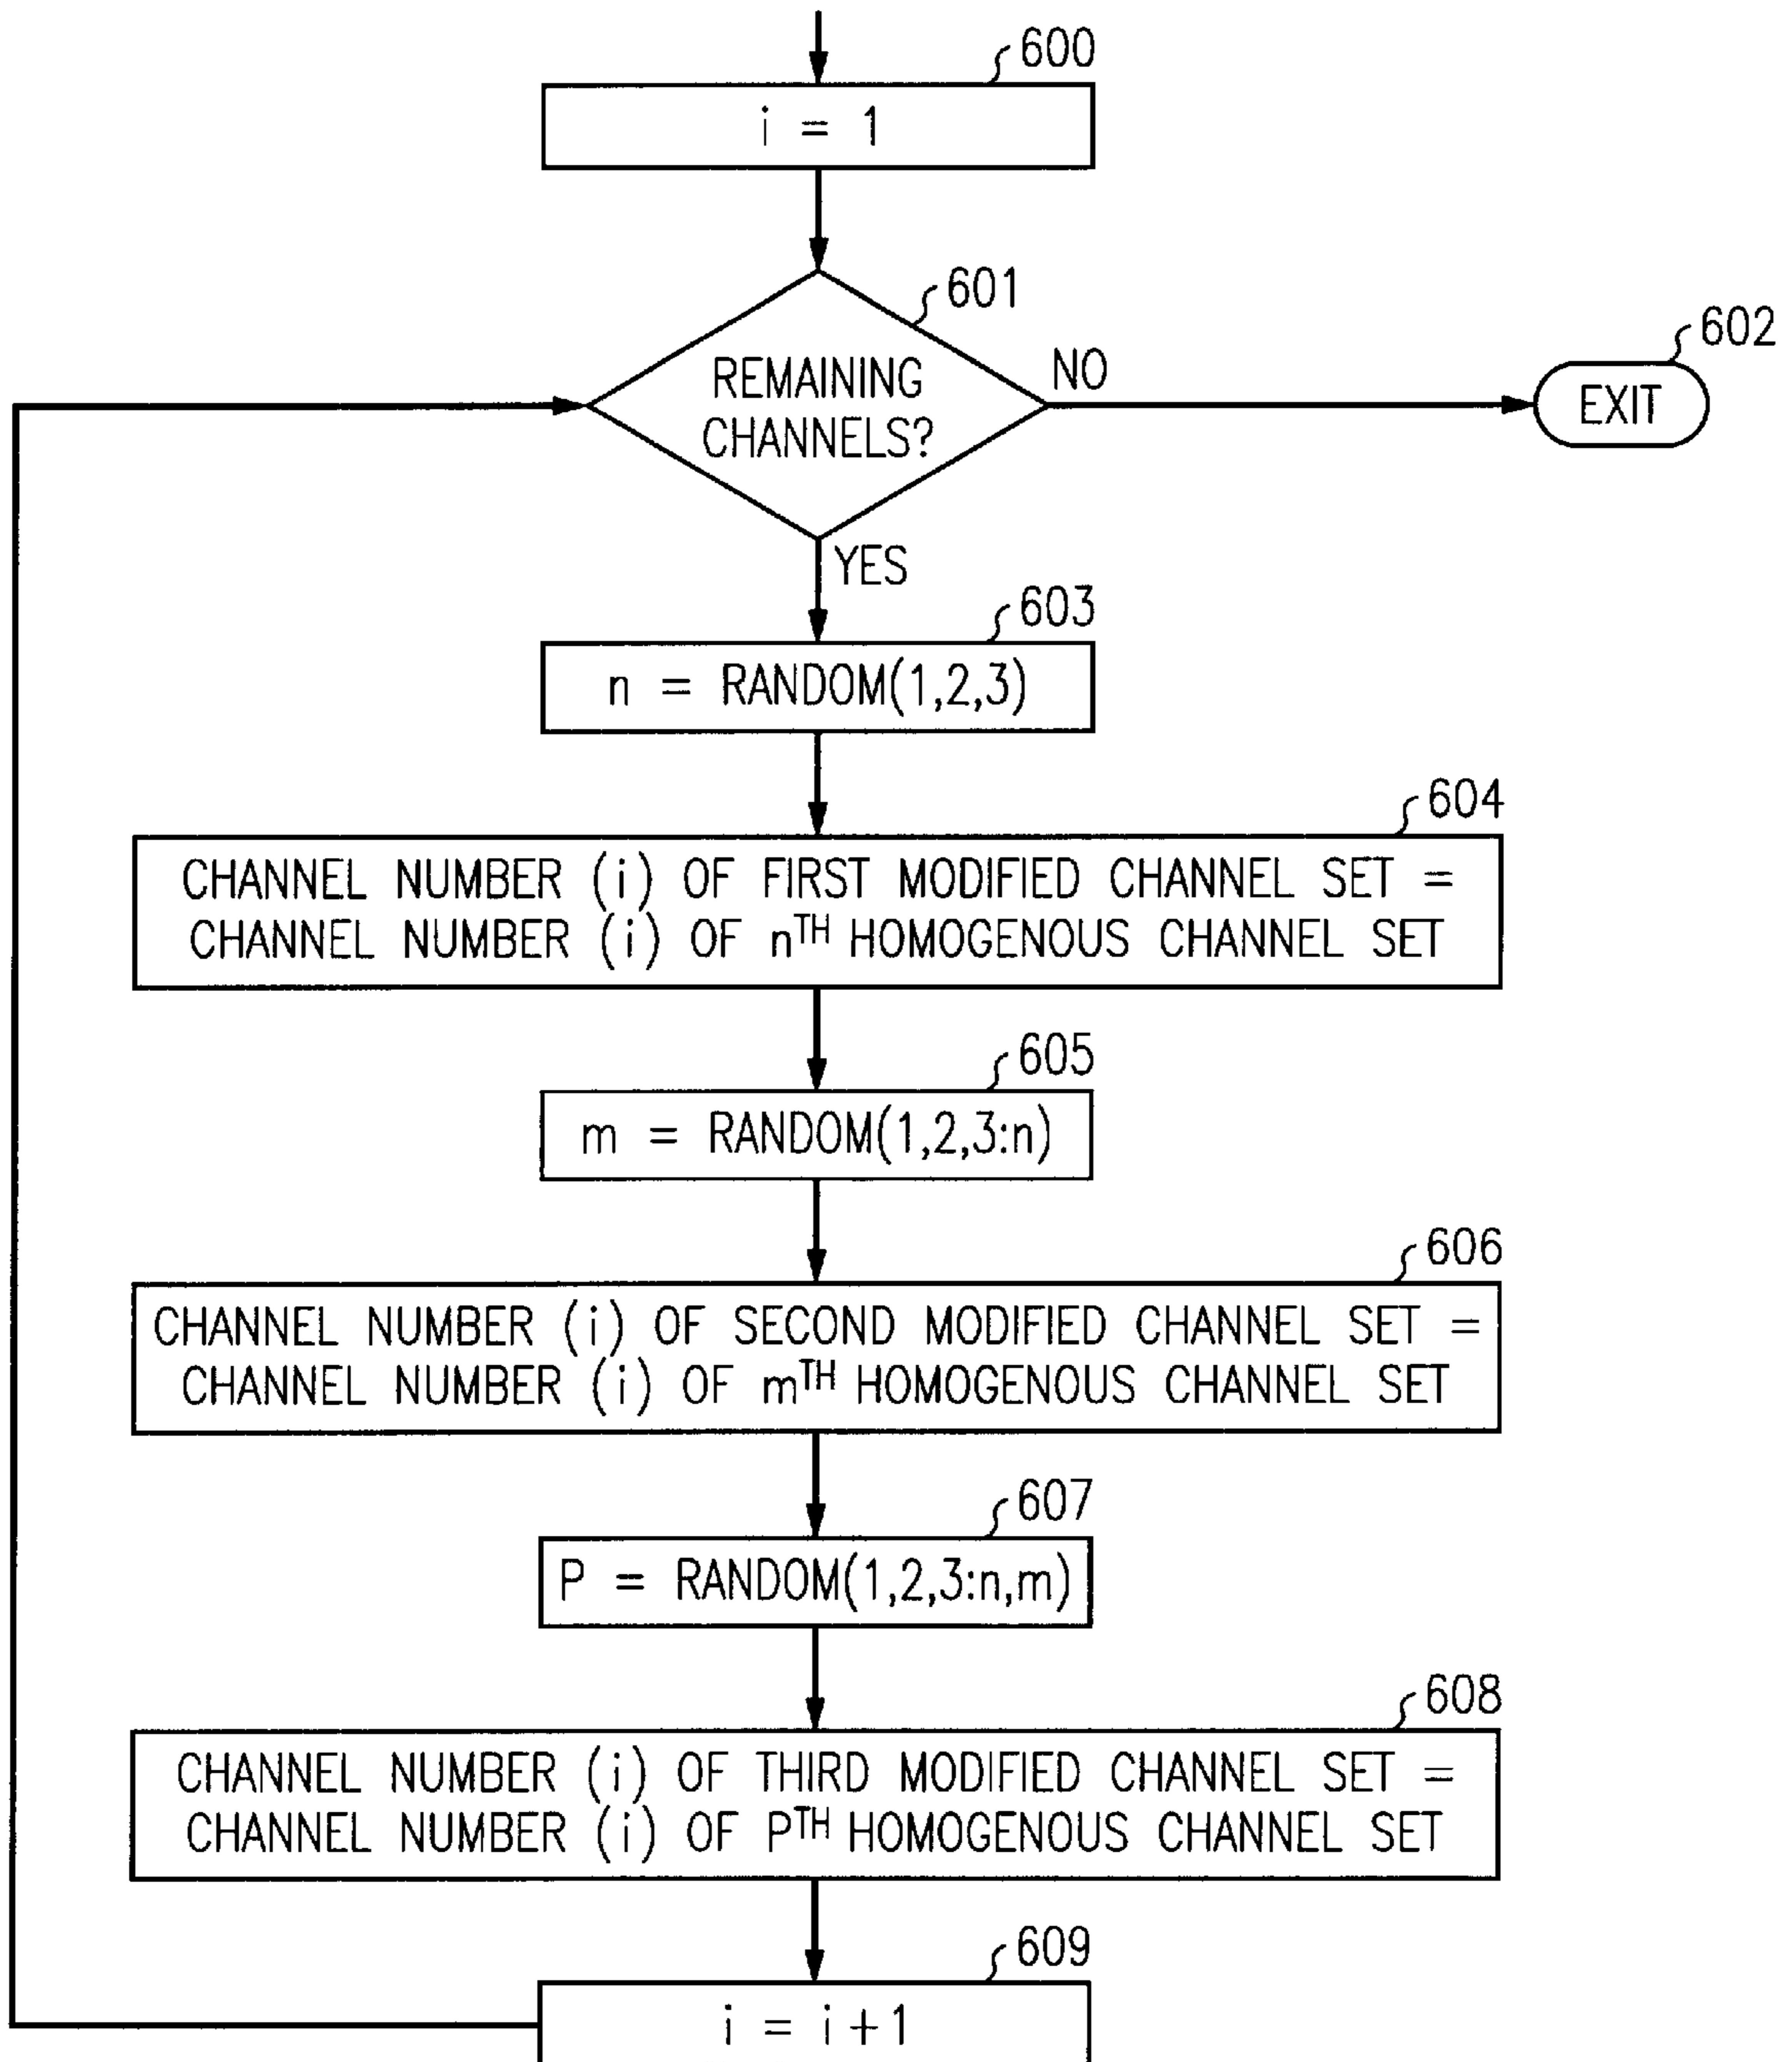 600
i = 1
601
REMAINING
CHANNELS?
NO
602
EXIT
YES
603
n = RANDOM(1,2,3)
604
CHANNEL NUMBER (i) OF FIRST MODIFIED CHANNEL SET =
CHANNEL NUMBER (i) OF nTH HOMOGENOUS CHANNEL SET
605
m = RANDOM(1,2,3:n)
606
CHANNEL NUMBER (i) OF SECOND MODIFIED CHANNEL SET =
CHANNEL NUMBER (i) OF mTH HOMOGENOUS CHANNEL SET
607
P = RANDOM(1,2,3:n,m)
608
CHANNEL NUMBER (i) OF THIRD MODIFIED CHANNEL SET =
CHANNEL NUMBER (i) OF PTH HOMOGENOUS CHANNEL SET
609
i = i+1